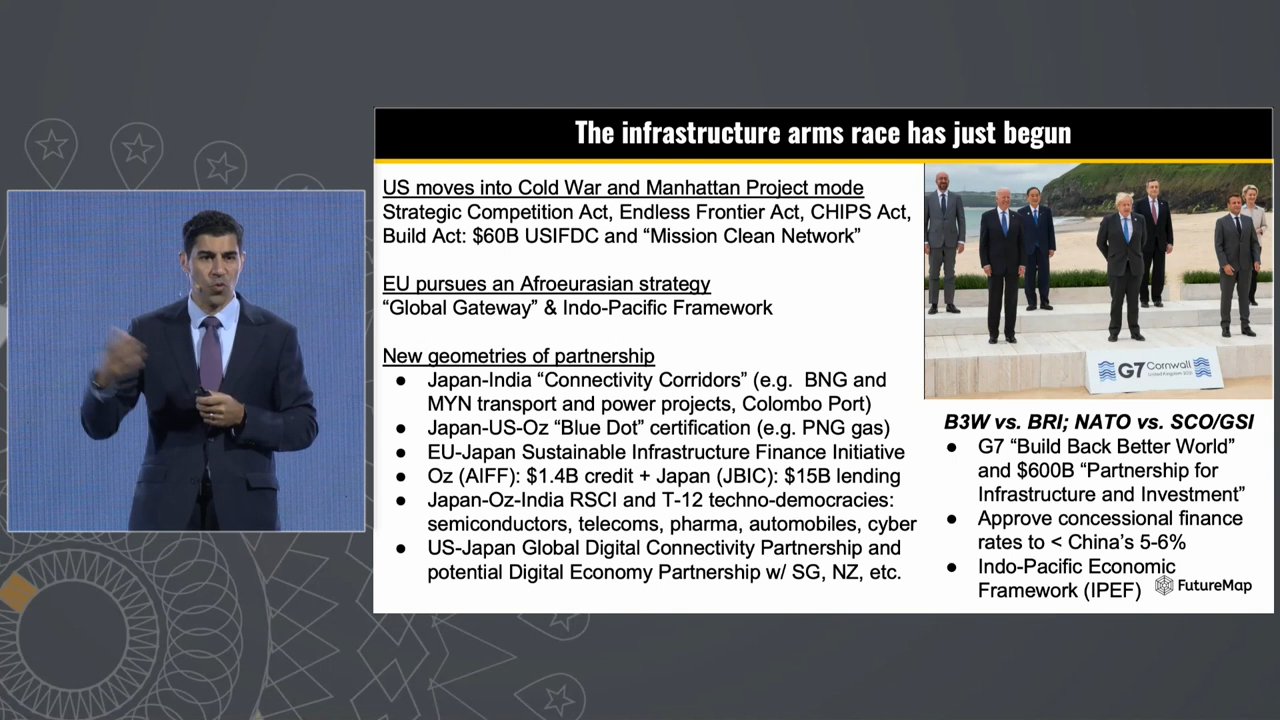 The infrastructure arms race has just begun
US moves into Cold War and Manhattan Project mode
Strategic Competition Act, Endless Frontier Act, CHIPS Act,
Build Act: $60B USIFDC and “Mission Clean Network”
EU pursues an Afroeurasian strategy
“Global Gateway” & Indo-Pacific Framework
New geometries of partnership
● Japan-India “Connectivity Corridors” (e.g. BNG and
MYN transport and power projects, Colombo Port)
● Japan-US-Oz “Blue Dot” certification (e.g. PNG gas)
● EU-Japan Sustainable Infrastructure Finance Initiative
● Oz (AIFF): $1.4B credit + Japan (JBIC): $15B lending
● Japan-Oz-India RSCI and T-12 techno-democracies:
semiconductors, telecoms, pharma, automobiles, cyber
● US-Japan Global Digital Connectivity Partnership and
potential Digital Economy Partnership w/ SG, NZ, etc.
G7 Cornwall
United Kingdom 2021
B3W vs. BRI; NATO vs. SCO/GSI
● G7 “Build Back Better World”
and $600B “Partnership for
Infrastructure and Investment”
● Approve concessional finance
rates to < China’s 5-6%
● Indo-Pacific Economic
Framework (IPEF)
FutureMap